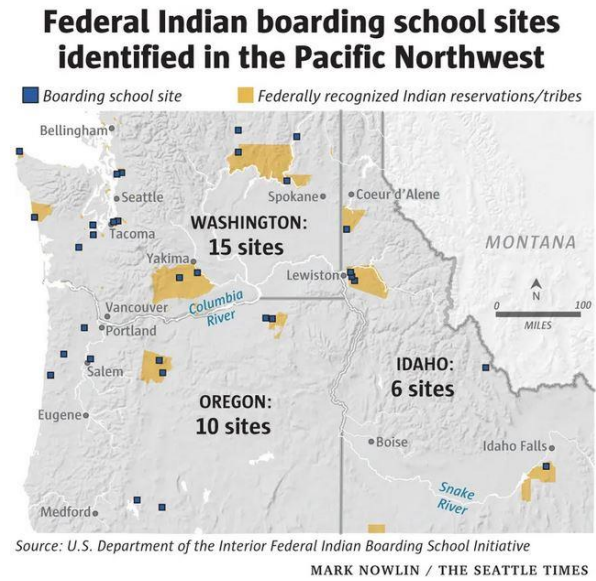 Federal Indian boarding school sites
identified in the Pacific Northwest
Boarding school site
Federally recognized Indian reservations/tribes
Bellingham
Seattle
Spokane
Coeur d'Alene
Tacoma
WASHINGTON:
15 sites
MONTANA
Yakima
Lewiston
N
0 100
MILES
Vancouver
Columbia
River
Portland
Salem
IDAHO:
6 sites
OREGON:
10 sites
Eugene
Boise
Idaho Falls
Snake
River
Medford
Source: U.S. Department of the Interior Federal Indian Boarding School Initiative
MARK NOWLIN / THE SEATTLE TIMES